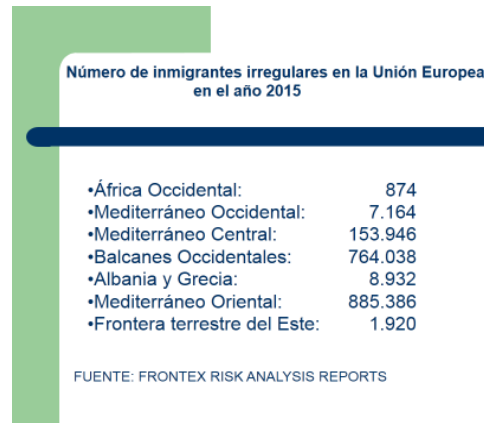 Número de inmigrantes irregulares en la Unión Europea
en el año 2015
•África Occidental: 874
•Mediterráneo Occidental: 7.164
•Mediterráneo Central: 153.946
•Balcanes Occidentales: 764.038
•Albania y Grecia: 8.932
•Mediterráneo Oriental: 885.386
•Frontera terrestre del Este: 1.920
FUENTE: FRONTEX RISK ANALYSIS REPORTS